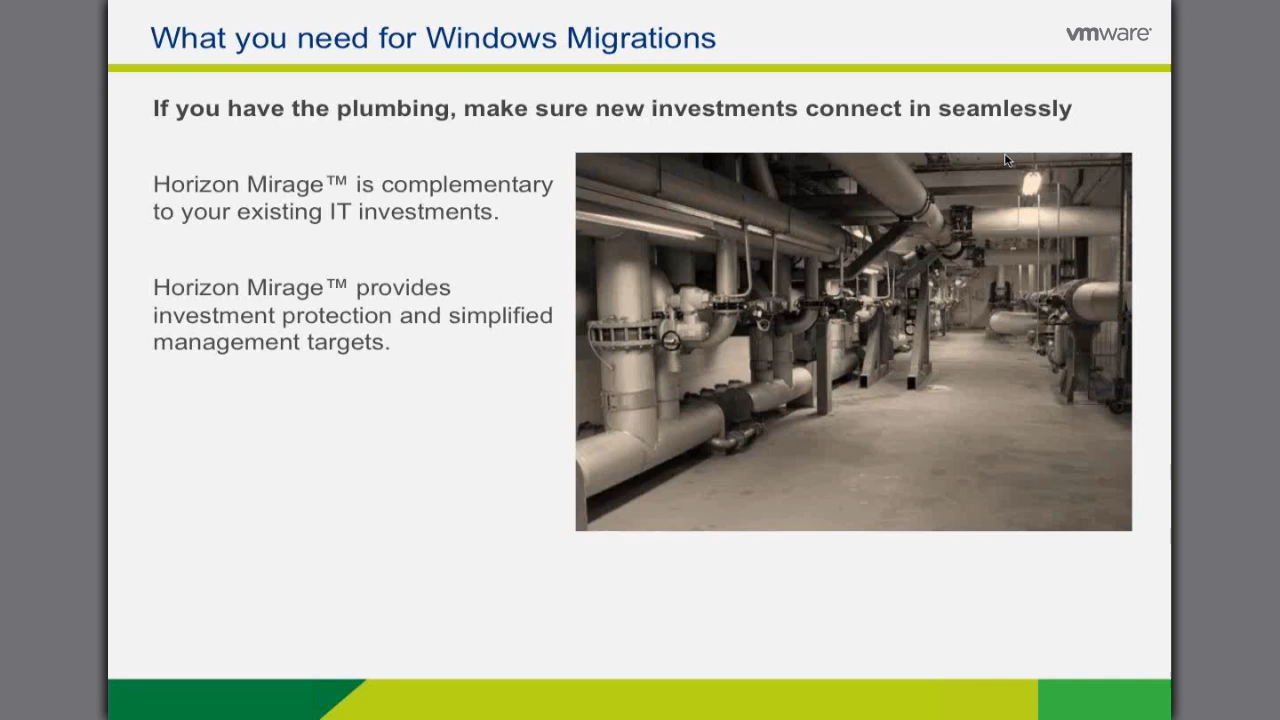 What you need for Windows Migrations
vmware
If you have the plumbing, make sure new investments connect in seamlessly
Horizon Mirage™ is complementary
to your existing IT investments.
Horizon Mirage™ provides
investment protection and simplified
management targets.